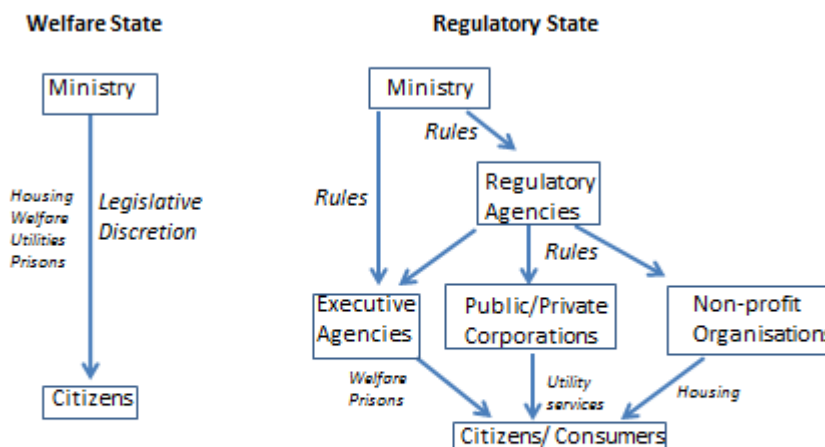 Welfare State
Regulatory State
Ministry
Ministry
Rules
Housing
Welfare
Utilities
Prisons
Legislative
Discretion
Rules
Regulatory
Agencies
Rules
Executive
Agencies
Public/Private
Corporations
Non-profit
Organisations
Welfare
Prisons
Utility
services
Housing
Citizens
Citizens/ Consumers